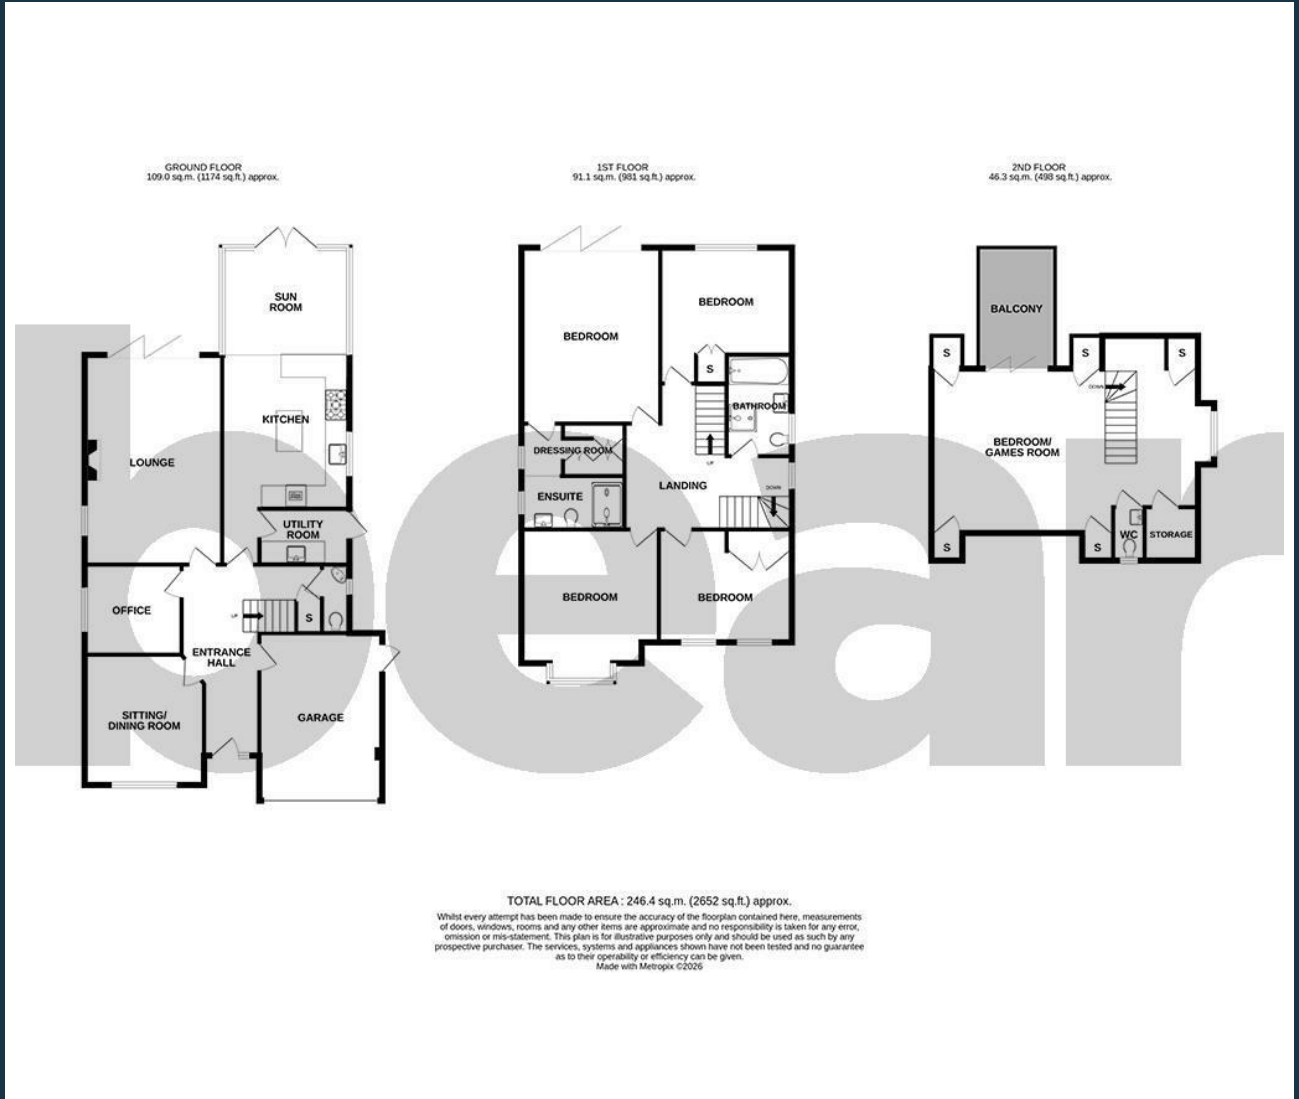 GROUND FLOOR
109.0 sq.m. (1174 sq.ft.) approx.
SUN
ROOM
KITCHEN
LOUNGE
UTILITY
ROOM
OFFICE
UP
S
ENTRANCE
HALL
SITTING/
DINING ROOM
GARAGE
1ST FLOOR
91.1 sq.m. (981 sq.ft.) approx.
BEDROOM
BEDROOM
S
BATHROOM
DRESSING ROOM
UP
LANDING
DOWN
ENSUITE
BEDROOM
BEDROOM
2ND FLOOR
46.3 sq.m. (498 sq.ft.) approx.
BALCONY
S
S
S
DOWN
BEDROOM/
GAMES ROOM
S
S
WC
STORAGE
bear
TOTAL FLOOR AREA : 246.4 sq.m. (2652 sq.ft.) approx.
Whilst every attempt has been made to ensure the accuracy of the floorplan contained here, measurements
of doors, windows, rooms and any other items are approximate and no responsibility is taken for any error,
omission or mis-statement. This plan is for illustrative purposes only and should be used as such by any
prospective purchaser. The services, systems and appliances shown have not been tested and no guarantee
as to their operability or efficiency can be given.
Made with Metropix ©2026